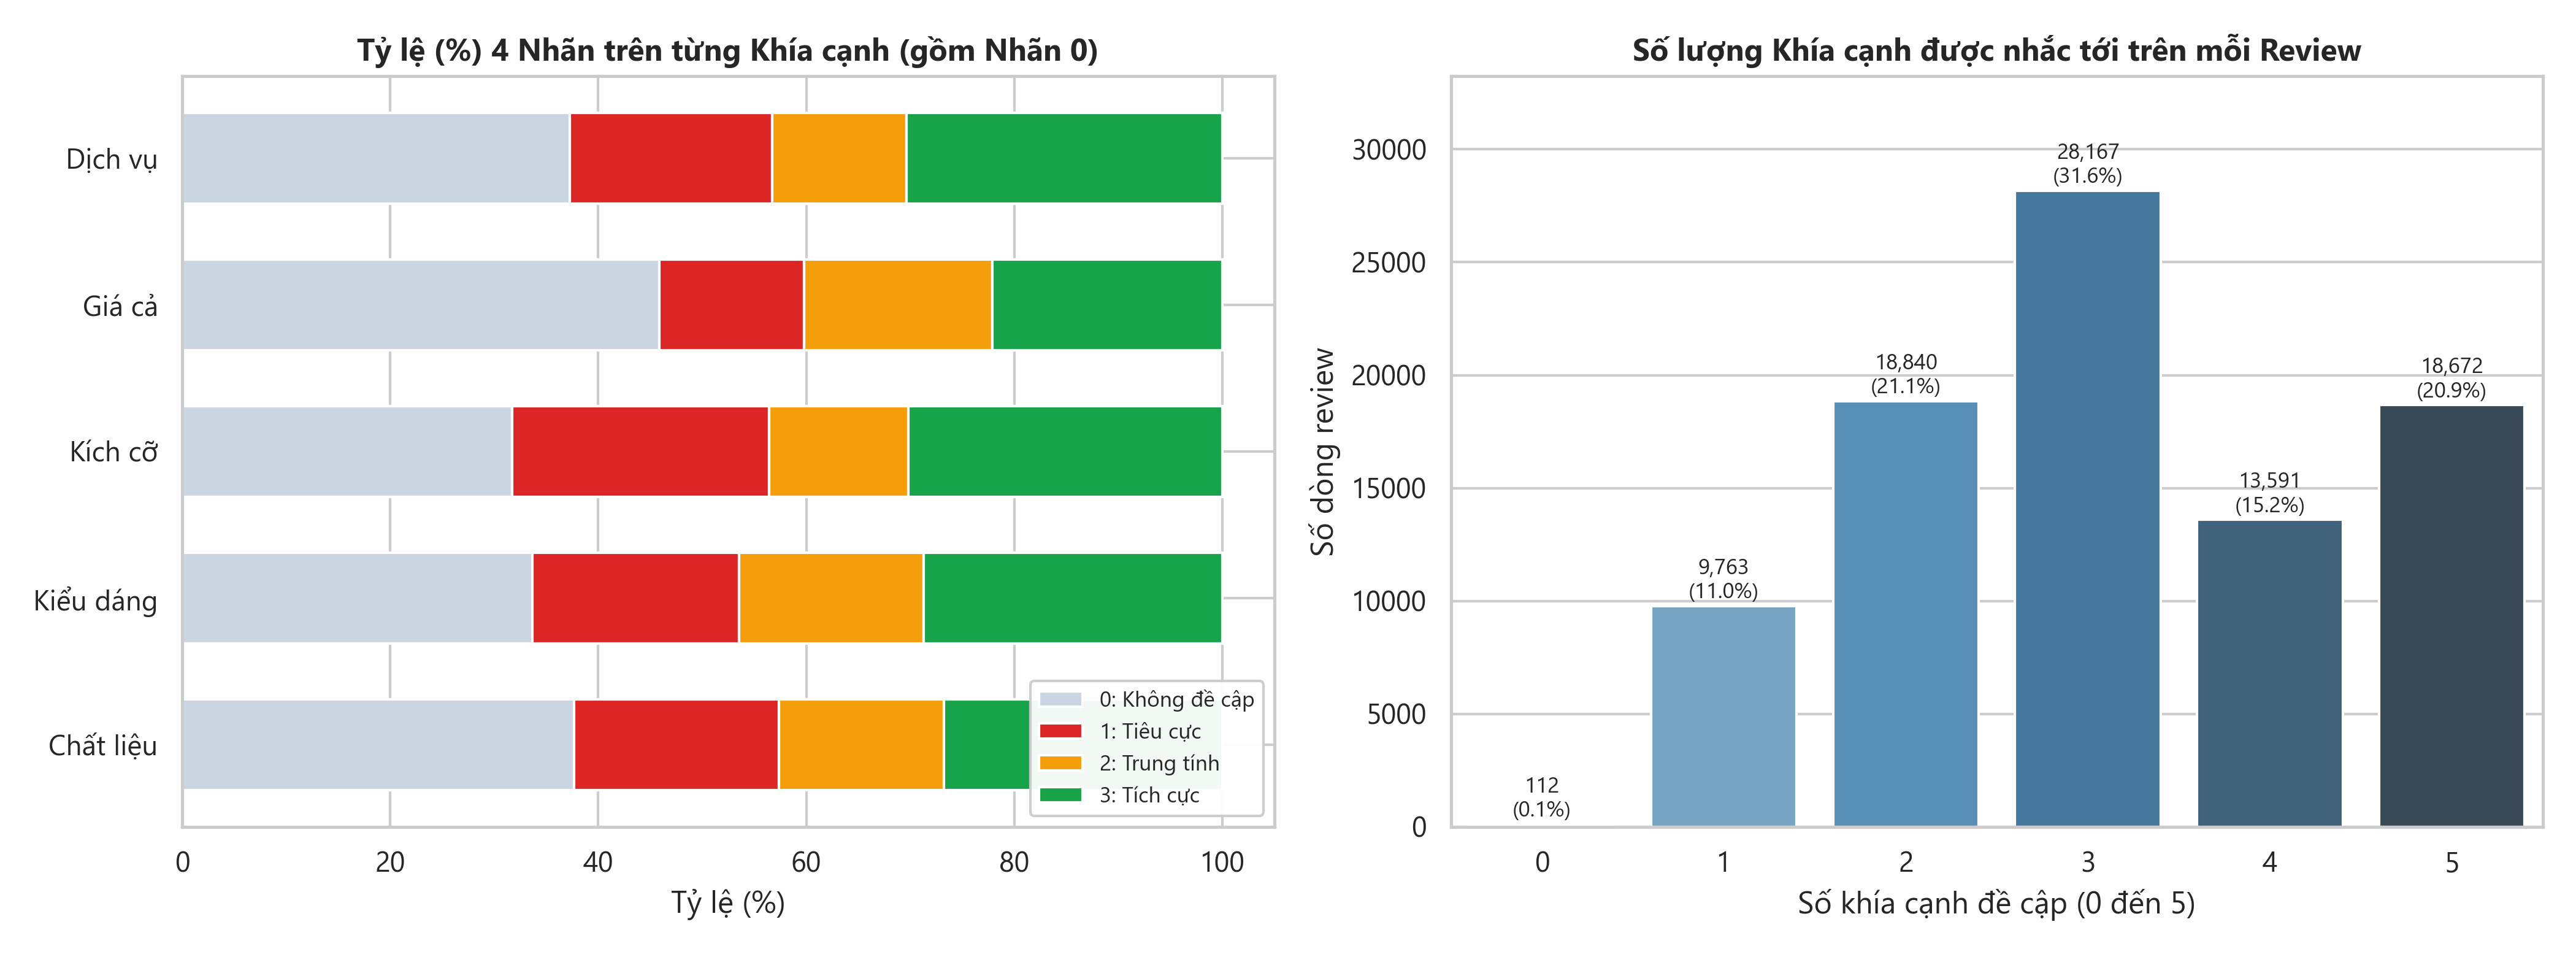 Tỷ lệ (%) 4 Nhãn trên từng Khía cạnh (gồm Nhãn 0)
Dịch vụ
Giá cả
Kích cỡ
Kiểu dáng
Chất liệu
0: Không đề cập
1: Tiêu cực
2: Trung tính
3: Tích cực
0 20 40 60 80 100
Tỷ lệ (%)
Số lượng Khía cạnh được nhắc tới trên mỗi Review
Số dòng review
30000
25000
20000
15000
10000
5000
0
112
(0.1%)
9,763
(11.0%)
18,840
(21.1%)
28,167
(31.6%)
13,591
(15.2%)
18,672
(20.9%)
0 1 2 3 4 5
Số khía cạnh đề cập (0 đến 5)